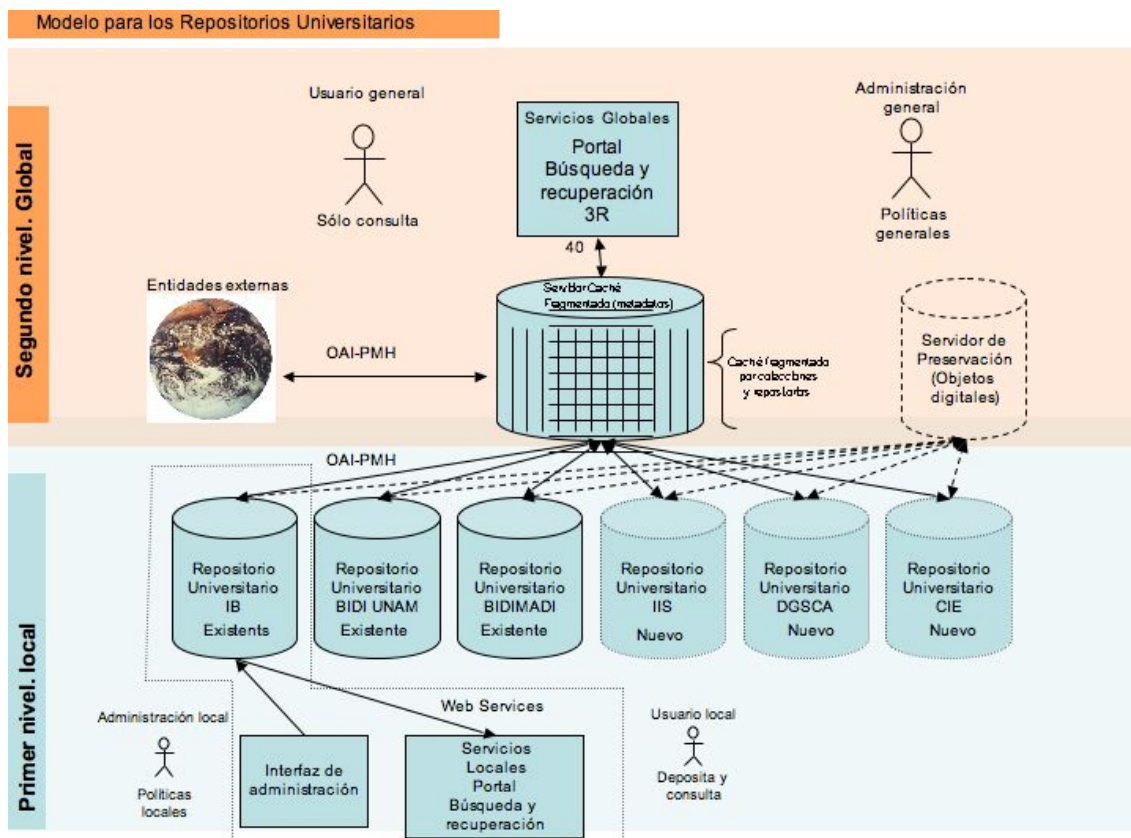 Modelo para los Repositorios Universitarios
Segundo nivel. Global
Usuario general
Sólo consulta
Servicios Globales
Portal
Búsqueda y
recuperación
3R
Administración
general
Políticas
generales
40
Entidades externas
OAI-PMH
Servidor Caché
Fragmentado (metadatos)
Caché fragmentado
por colecciones
y repositorios
Servidor de
Preservación
(Objetos
digitales)
Primer nivel. local
OAI-PMH
Repositorio
Universitario
IB
Existents
Repositorio
Universitario
BIDI UNAM
Existente
Repositorio
Universitario
BIDIMADI
Existente
Repositorio
Universitario
IIS
Nuevo
Repositorio
Universitario
DGSCA
Nuevo
Repositorio
Universitario
CIE
Nuevo
Administración local
Políticas
locales
Interfaz de
administración
Web Services
Servicios
Locales
Portal
Búsqueda y
recuperación
Usuario local
Deposita y
consulta